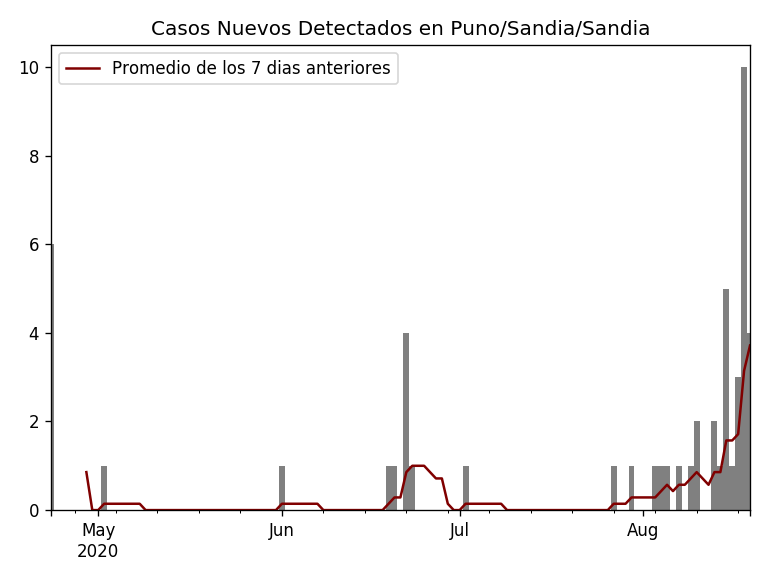 Casos Nuevos Detectados en Puno/Sandia/Sandia
Promedio de los 7 dias anteriores
10
8
6
4
2
0
May
2020
Jun
Jul
Aug